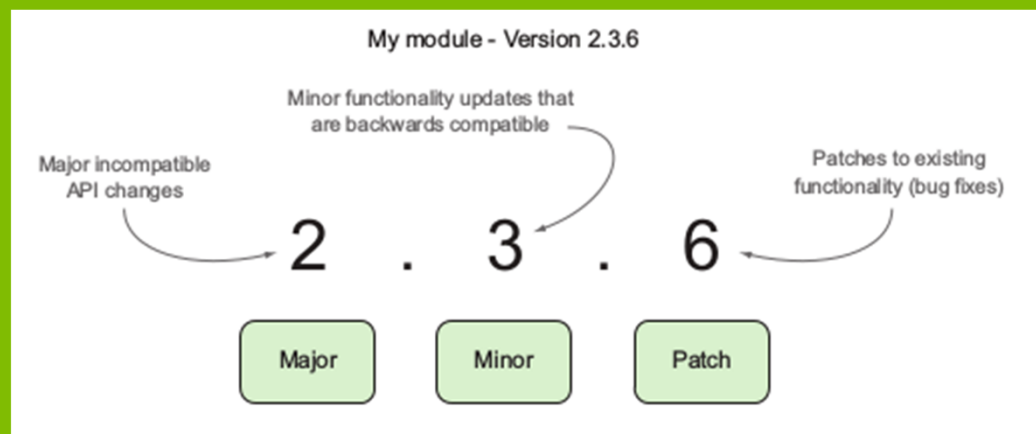 My module - Version 2.3.6
Minor functionality updates that
are backwards compatible
Major incompatible
API changes
Patches to existing
functionality (bug fixes)
2 . 3 . 6
Major Minor Patch